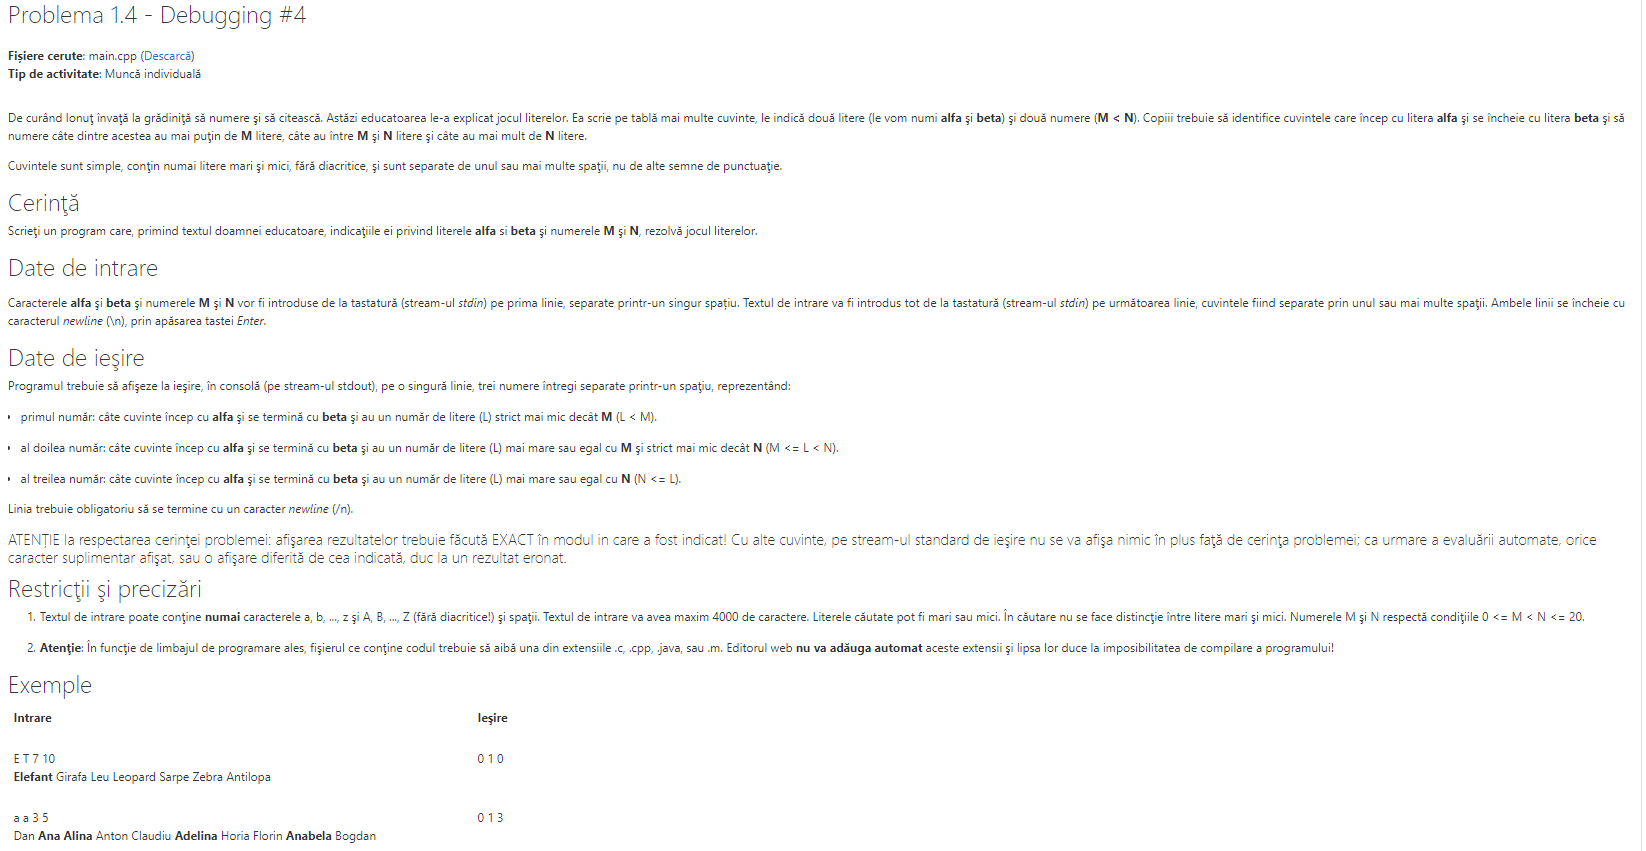 Problema 1.4 - Debugging #4
Fișiere cerute: main.cpp (Descarcă)
Tip de activitate: Muncă individuală
De curând Ionuţ învaţă la grădiniţă să numere şi să citească. Astăzi educatoarea le-a explicat jocul literelor. Ea scrie pe tablă mai multe cuvinte, le indică două litere (le vom numi alfa şi beta) şi două numere (M < N). Copiii trebuie să identifice cuvintele care încep cu litera alfa şi se încheie cu litera beta şi să
numere câte dintre acestea au mai puţin de M litere, câte au între M şi N litere şi câte au mai mult de N litere.
Cuvintele sunt simple, conţin numai litere mari şi mici, fără diacritice, şi sunt separate de unul sau mai multe spaţii, nu de alte semne de punctuaţie.
Cerinţă
Scrieţi un program care, primind textul doamnei educatoare, indicaţiile ei privind literele alfa si beta şi numerele M şi N, rezolvă jocul literelor.
Date de intrare
Caracterele alfa şi beta şi numerele M şi N vor fi introduse de la tastatură (stream-ul stdin) pe prima linie, separate printr-un singur spațiu. Textul de intrare va fi introdus tot de la tastatură (stream-ul stdin) pe următoarea linie, cuvintele fiind separate prin unul sau mai multe spaţii. Ambele linii se încheie cu
caracterul newline (\n), prin apăsarea tastei Enter.
Date de ieşire
Programul trebuie să afişeze la ieşire, în consolă (pe stream-ul stdout), pe o singură linie, trei numere întregi separate printr-un spaţiu, reprezentând:
• primul număr: câte cuvinte încep cu alfa şi se termină cu beta şi au un număr de litere (L) strict mai mic decât M (L < M).
• al doilea număr: câte cuvinte încep cu alfa şi se termină cu beta şi au un număr de litere (L) mai mare sau egal cu M şi strict mai mic decât N (M <= L < N).
• al treilea număr: câte cuvinte încep cu alfa şi se termină cu beta şi au un număr de litere (L) mai mare sau egal cu N (N <= L).
Linia trebuie obligatoriu să se termine cu un caracter newline (/n).
ATENȚIE la respectarea cerinţei problemei: afişarea rezultatelor trebuie făcută EXACT în modul in care a fost indicat! Cu alte cuvinte, pe stream-ul standard de ieşire nu se va afişa nimic în plus faţă de cerinţa problemei; ca urmare a evaluării automate, orice
caracter suplimentar afişat, sau o afişare diferită de cea indicată, duc la un rezultat eronat.
Restricţii şi precizări
1. Textul de intrare poate conţine numai caracterele a, b, ..., z şi A, B, ..., Z (fără diacritice!) şi spaţii. Textul de intrare va avea maxim 4000 de caractere. Literele căutate pot fi mari sau mici. În căutare nu se face distincţie între litere mari şi mici. Numerele M şi N respectă condiţiile 0 <= M < N <= 20.
2. Atenţie: În funcţie de limbajul de programare ales, fişierul ce conţine codul trebuie să aibă una din extensiile .c, .cpp, .java, sau .m. Editorul web nu va adăuga automat aceste extensii şi lipsa lor duce la imposibilitatea de compilare a programului!
Exemple
Intrare Ieşire
E T 7 10 0 1 0
Elefant Girafa Leu Leopard Sarpe Zebra Antilopa
a a 3 5 0 1 3
Dan Ana Alina Anton Claudiu Adelina Horia Florin Anabela Bogdan